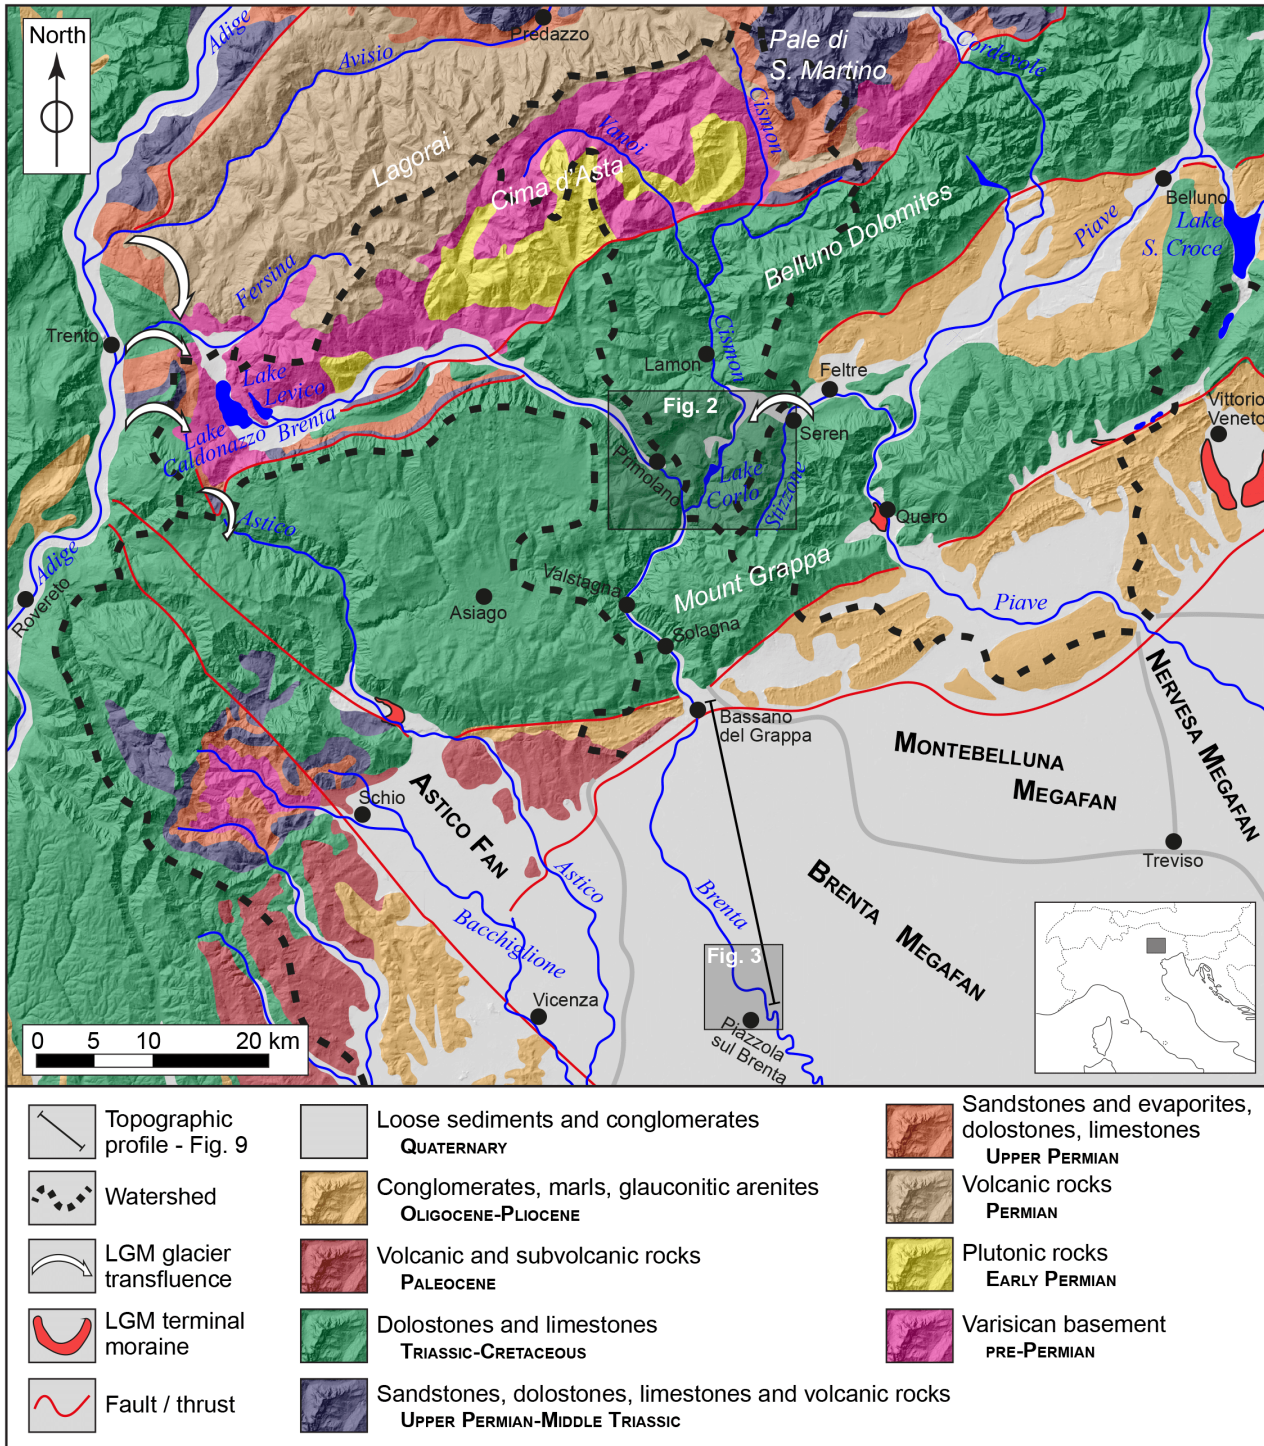 North
Adige
Avisio
Predazzo
Pale di
S. Martino
Cordevole
Cismon
Vanoi
Lagorai
Cima d'Asta
Belluno
Lake
S. Croce
Piave
Belluno Dolomites
Fersina
Trento
Lake
Levico
Lake
Caldonazzo
Brenta
Cismon
Lamon
Feltre
Fig. 2
Seren
Vittorio
Veneto
Primolano
Lake
Corlo
Stizzone
Quero
Astico
Adige
Rovereto
Asiago
Valstagna
Mount Grappa
Solagna
Piave
Bassano
del Grappa
MONTEBELLUNA
MEGAFAN
NERVESA MEGAFAN
Schio
ASTICO FAN
Astico
Treviso
Brenta
BRENTA MEGAFAN
Bacchiglione
Fig. 3
Vicenza
Piazzola
sul Brenta
0 5 10 20 km
Topographic
profile - Fig. 9
Watershed
LGM glacier
transfluence
LGM terminal
moraine
Fault / thrust
Loose sediments and conglomerates
QUATERNARY
Conglomerates, marls, glauconitic arenites
OLIGOCENE-PLIOCENE
Volcanic and subvolcanic rocks
PALEOCENE
Dolostones and limestones
TRIASSIC-CRETACEOUS
Sandstones, dolostones, limestones and volcanic rocks
UPPER PERMIAN-MIDDLE TRIASSIC
Sandstones and evaporites,
dolostones, limestones
UPPER PERMIAN
Volcanic rocks
PERMIAN
Plutonic rocks
EARLY PERMIAN
Varisican basement
PRE-PERMIAN